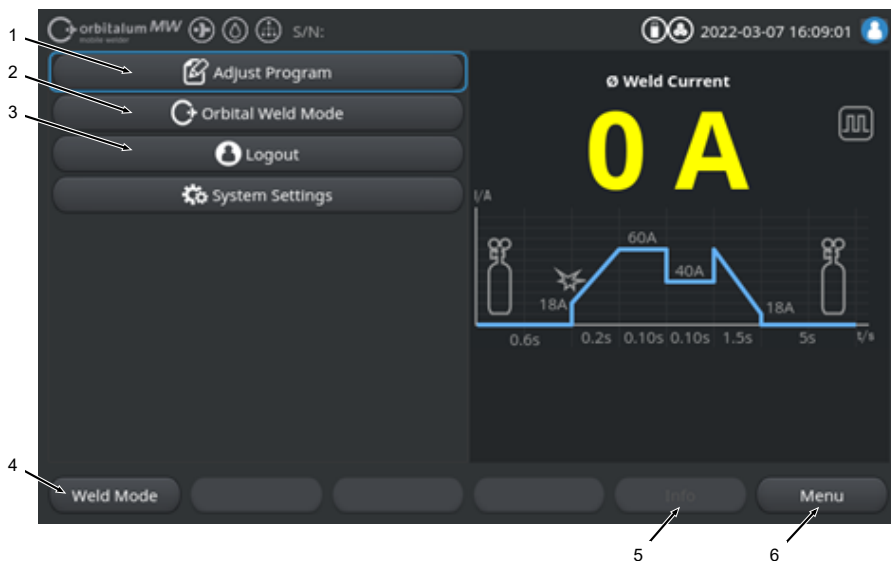 orbitalum MW
mobile welder
S/N:
2022-03-07 16:09:01
1
Adjust Program
2
Orbital Weld Mode
3
Logout
System Settings
Ø Weld Current
0 A
I/A
60A
40A
18A
18A
0.6s 0.2s 0.10s 0.10s 1.5s 5s t/s
4
Weld Mode
Info
Menu
5
6